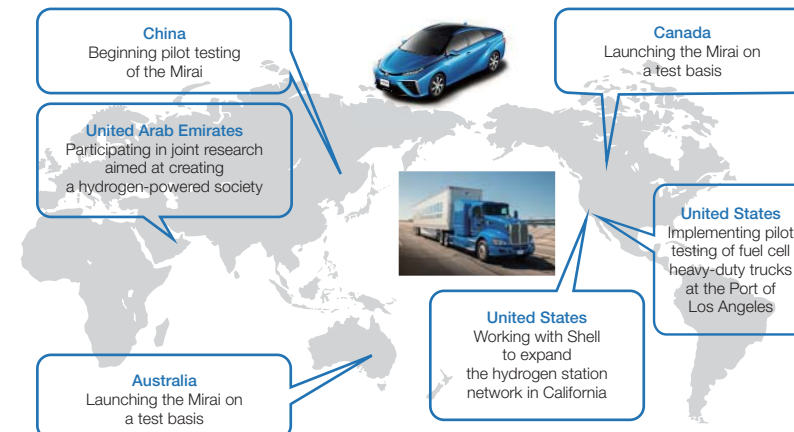 China
Beginning pilot testing
of the Mirai
Canada
Launching the Mirai on
a test basis
United Arab Emirates
Participating in joint research
aimed at creating
a hydrogen-powered society
United States
Implementing pilot
testing of fuel cell
heavy-duty trucks
at the Port of
Los Angeles
United States
Working with Shell
to expand
the hydrogen station
network in California
Australia
Launching the Mirai on
a test basis